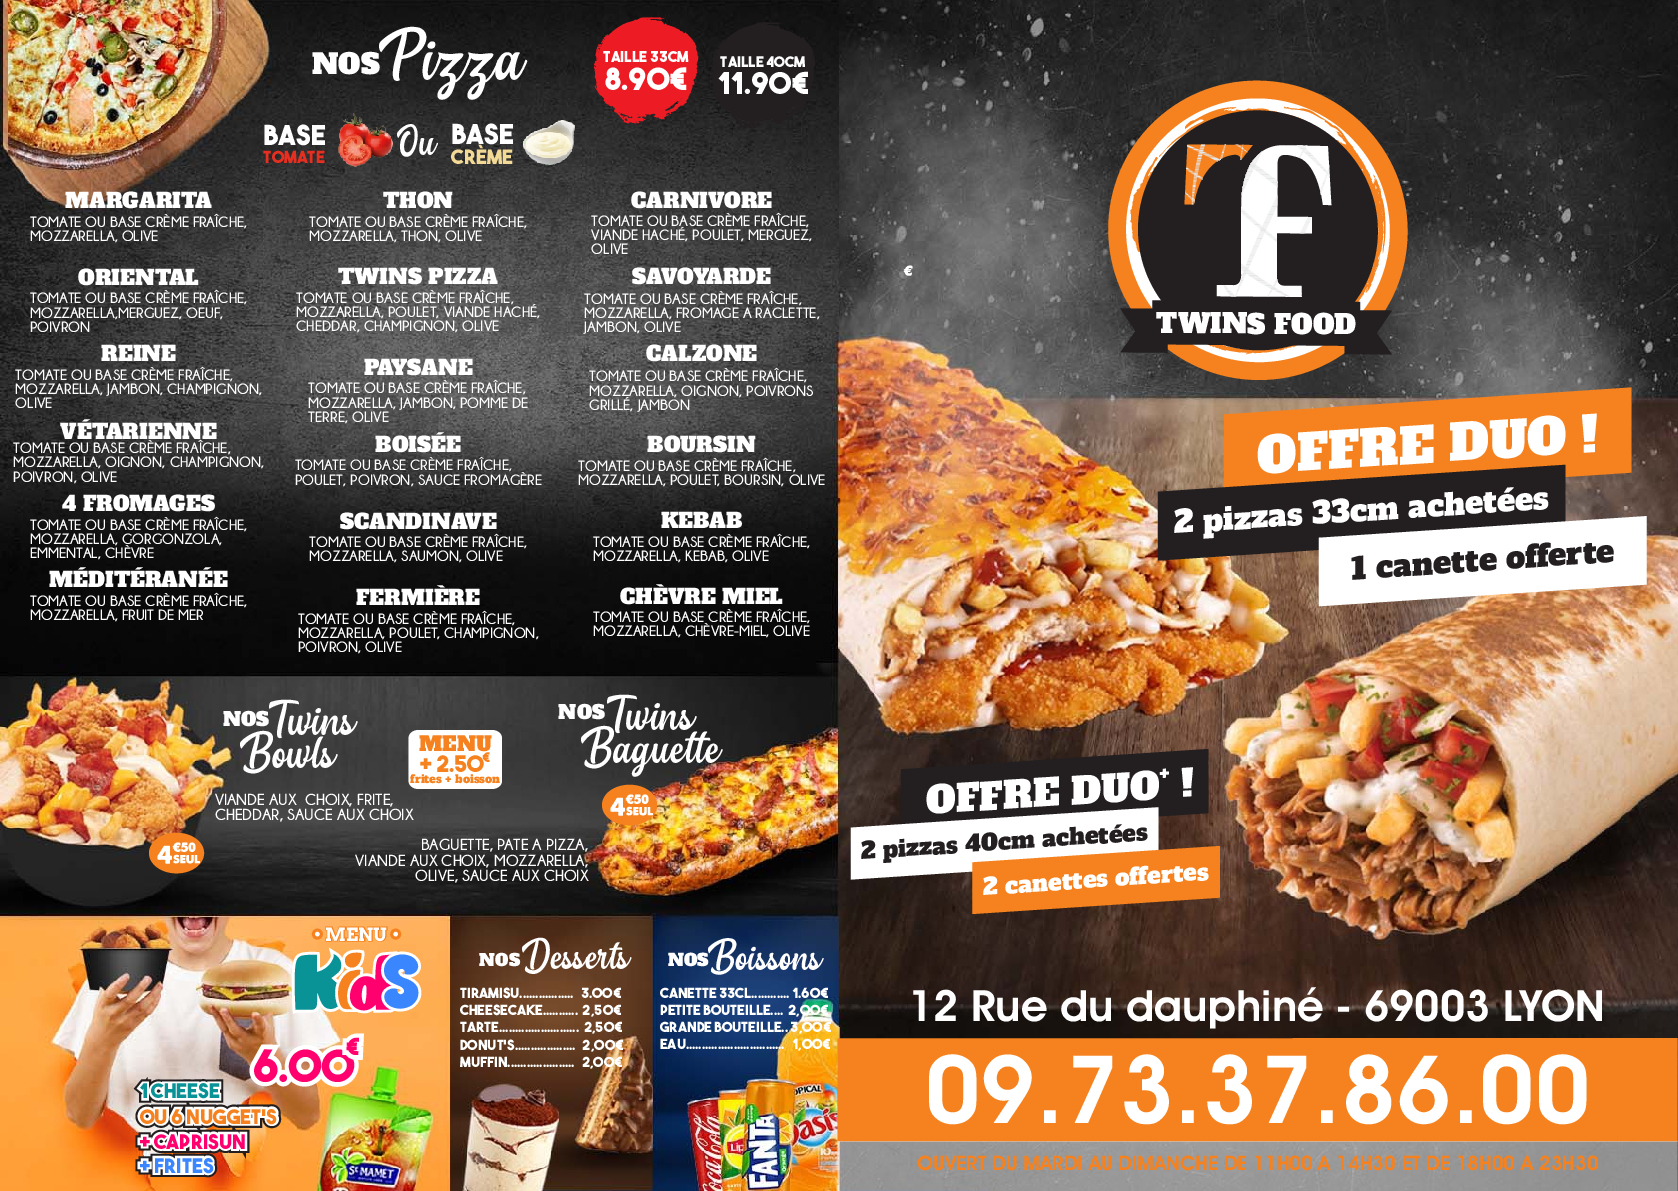 NOS Pizza
TAILLE 33CM
8.90€
TAILLE 40CM
11.90€
BASE
TOMATE
Ou
BASE
CRÈME
MARGARITA
TOMATE OU BASE CRÈME FRAÎCHE,
MOZZARELLA, OLIVE
ORIENTAL
TOMATE OU BASE CRÈME FRAÎCHE,
MOZZARELLA,MERGUEZ, OEUF,
POIVRON
REINE
TOMATE OU BASE CRÈME FRAÎCHE,
MOZZARELLA, JAMBON, CHAMPIGNON,
OLIVE
VÉTARIENNE
TOMATE OU BASE CRÈME FRAÎCHE,
MOZZARELLA, OIGNON, CHAMPIGNON,
POIVRON, OLIVE
4 FROMAGES
TOMATE OU BASE CRÈME FRAÎCHE,
MOZZARELLA, GORGONZOLA,
EMMENTAL, CHÈVRE
MÉDITÉRANÉE
TOMATE OU BASE CRÈME FRAÎCHE,
MOZZARELLA, FRUIT DE MER
THON
TOMATE OU BASE CRÈME FRAÎCHE,
MOZZARELLA, THON, OLIVE
TWINS PIZZA
TOMATE OU BASE CRÈME FRAÎCHE,
MOZZARELLA, POULET, VIANDE HACHÉ,
CHEDDAR, CHAMPIGNON, OLIVE
PAYSANE
TOMATE OU BASE CRÈME FRAÎCHE,
MOZZARELLA, JAMBON, POMME DE
TERRE, OLIVE
BOISÉE
TOMATE OU BASE CRÈME FRAÎCHE,
POULET, POIVRON, SAUCE FROMAGÈRE
SCANDINAVE
TOMATE OU BASE CRÈME FRAÎCHE,
MOZZARELLA, SAUMON, OLIVE
FERMIÈRE
TOMATE OU BASE CRÈME FRAÎCHE,
MOZZARELLA, POULET, CHAMPIGNON,
POIVRON, OLIVE
CARNIVORE
TOMATE OU BASE CRÈME FRAÎCHE,
VIANDE HACHÉ, POULET, MERGUEZ,
OLIVE
SAVOYARDE
TOMATE OU BASE CRÈME FRAÎCHE,
MOZZARELLA, FROMAGE A RACLETTE,
JAMBON, OLIVE
CALZONE
TOMATE OU BASE CRÈME FRAÎCHE,
MOZZARELLA, OIGNON, POIVRONS
GRILLÉ, JAMBON
BOURSIN
TOMATE OU BASE CRÈME FRAÎCHE,
MOZZARELLA, POULET, BOURSIN, OLIVE
KEBAB
TOMATE OU BASE CRÈME FRAÎCHE,
MOZZARELLA, KEBAB, OLIVE
CHÈVRE MIEL
TOMATE OU BASE CRÈME FRAÎCHE,
MOZZARELLA, CHÈVRE-MIEL, OLIVE
NOS Twins
Bowls
VIANDE AUX CHOIX, FRITE,
CHEDDAR, SAUCE AUX CHOIX
4€50
SEUL
MENU
+ 2.50€
frites + boisson
NOS Twins
Baguette
4€50
SEUL
BAGUETTE, PATE A PIZZA,
VIANDE AUX CHOIX, MOZZARELLA,
OLIVE, SAUCE AUX CHOIX
• MENU •
Kids
6.00€
1 CHEESE
OU 6 NUGGET'S
+ CAPRISUN
+ FRITES
St MAMET
NOS Desserts
TIRAMISU................. 3.00€
CHEESECAKE........... 2,50€
TARTE......................... 2,50€
DONUT'S................... 2,00€
MUFFIN..................... 2,00€
NOS Boissons
CANETTE 33CL............ 1.60€
PETITE BOUTEILLE.... 2,00€
GRANDE BOUTEILLE.. 3,00€
EAU............................... 1,00€
Coca-Cola
Lip
FANTA
OPICAL
asis
€
TF
TWINS FOOD
OFFRE DUO !
2 pizzas 33cm achetées
1 canette offerte
OFFRE DUO+ !
2 pizzas 40cm achetées
2 canettes offertes
12 Rue du dauphiné - 69003 LYON
09.73.37.86.00
OUVERT DU MARDI AU DIMANCHE DE 11H00 A 14H30 ET DE 18H00 A 23H30